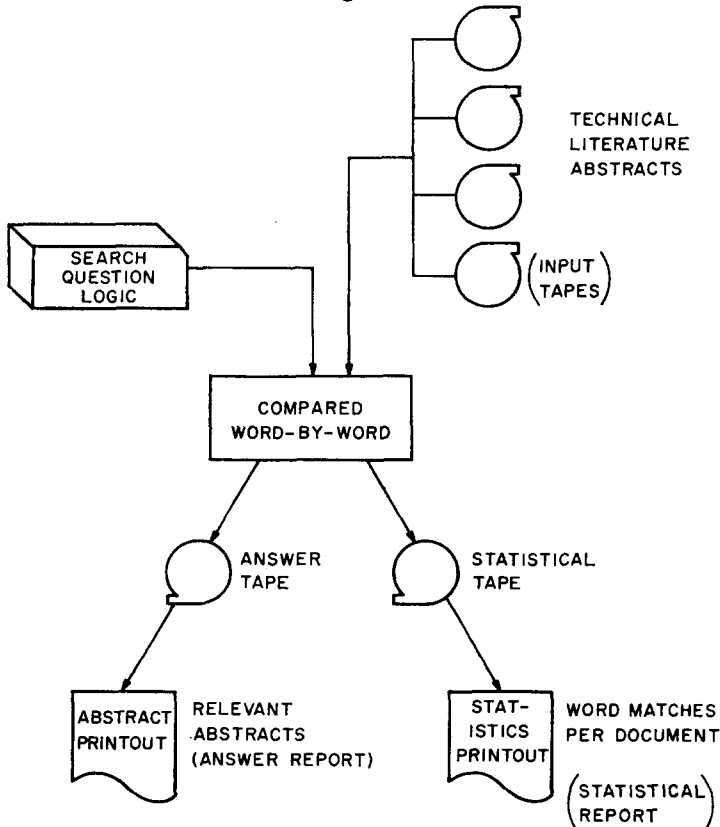 TECHNICAL
LITERATURE
ABSTRACTS
(INPUT
TAPES)
SEARCH
QUESTION
LOGIC
COMPARED
WORD-BY-WORD
ANSWER
TAPE
STATISTICAL
TAPE
ABSTRACT
PRINTOUT
RELEVANT
ABSTRACTS
(ANSWER REPORT)
STAT-
ISTICS
PRINTOUT
WORD MATCHES
PER DOCUMENT
(STATISTICAL
REPORT